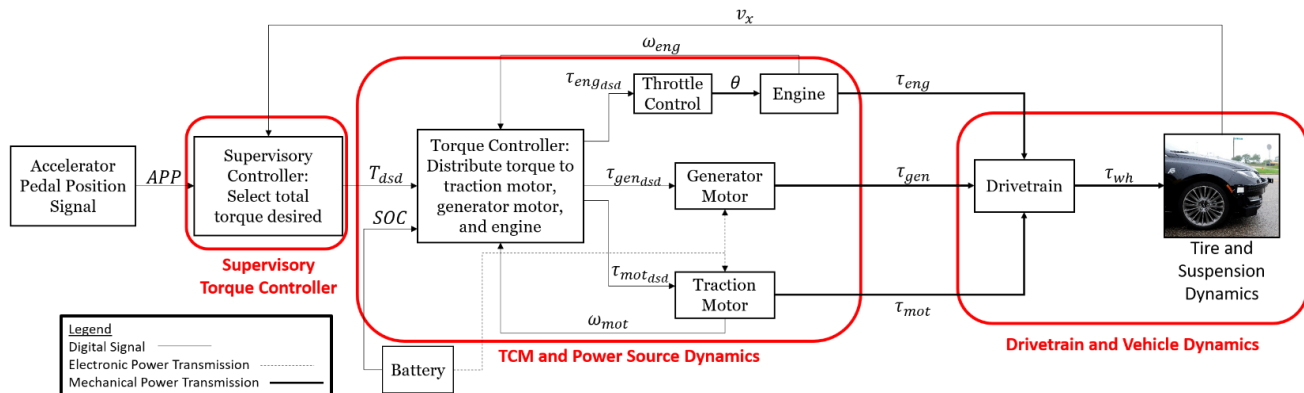 v_x
ω_eng
τ_eng_dsd
Throttle
Control
θ
Engine
τ_eng
Accelerator
Pedal Position
Signal
APP
Supervisory
Controller:
Select total
torque desired
T_dsd
SOC
Torque Controller:
Distribute torque to
traction motor,
generator motor,
and engine
τ_gen_dsd
Generator
Motor
τ_gen
Drivetrain
τ_wh
Tire and
Suspension
Dynamics
Supervisory
Torque Controller
τ_mot_dsd
Traction
Motor
τ_mot
ω_mot
TCM and Power Source Dynamics
Drivetrain and Vehicle Dynamics
Battery
Legend
Digital Signal
Electronic Power Transmission
Mechanical Power Transmission